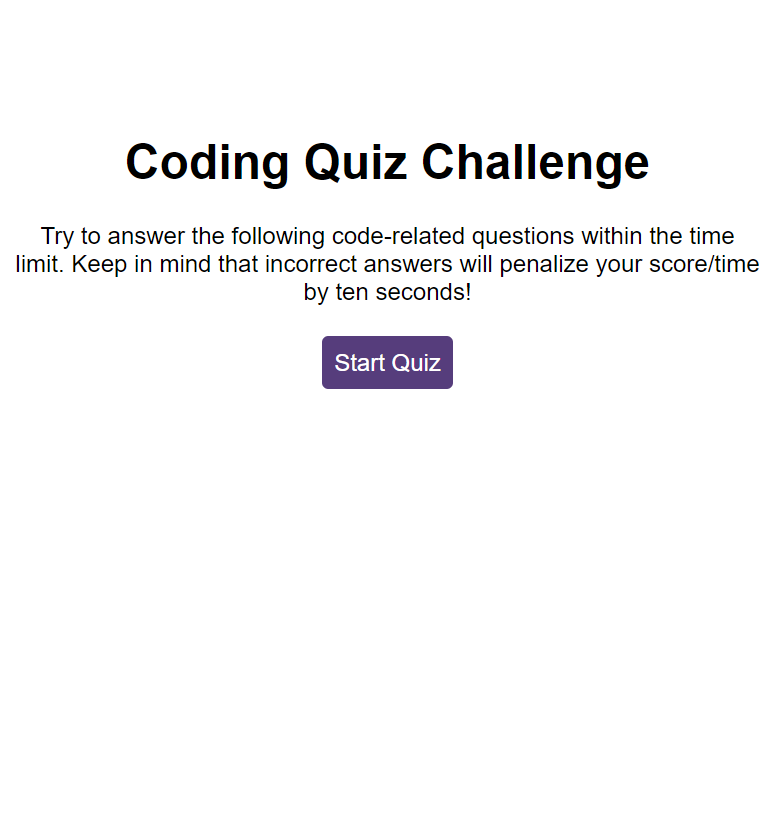 Coding Quiz Challenge
Try to answer the following code-related questions within the time
limit. Keep in mind that incorrect answers will penalize your score/time
by ten seconds!
Start Quiz